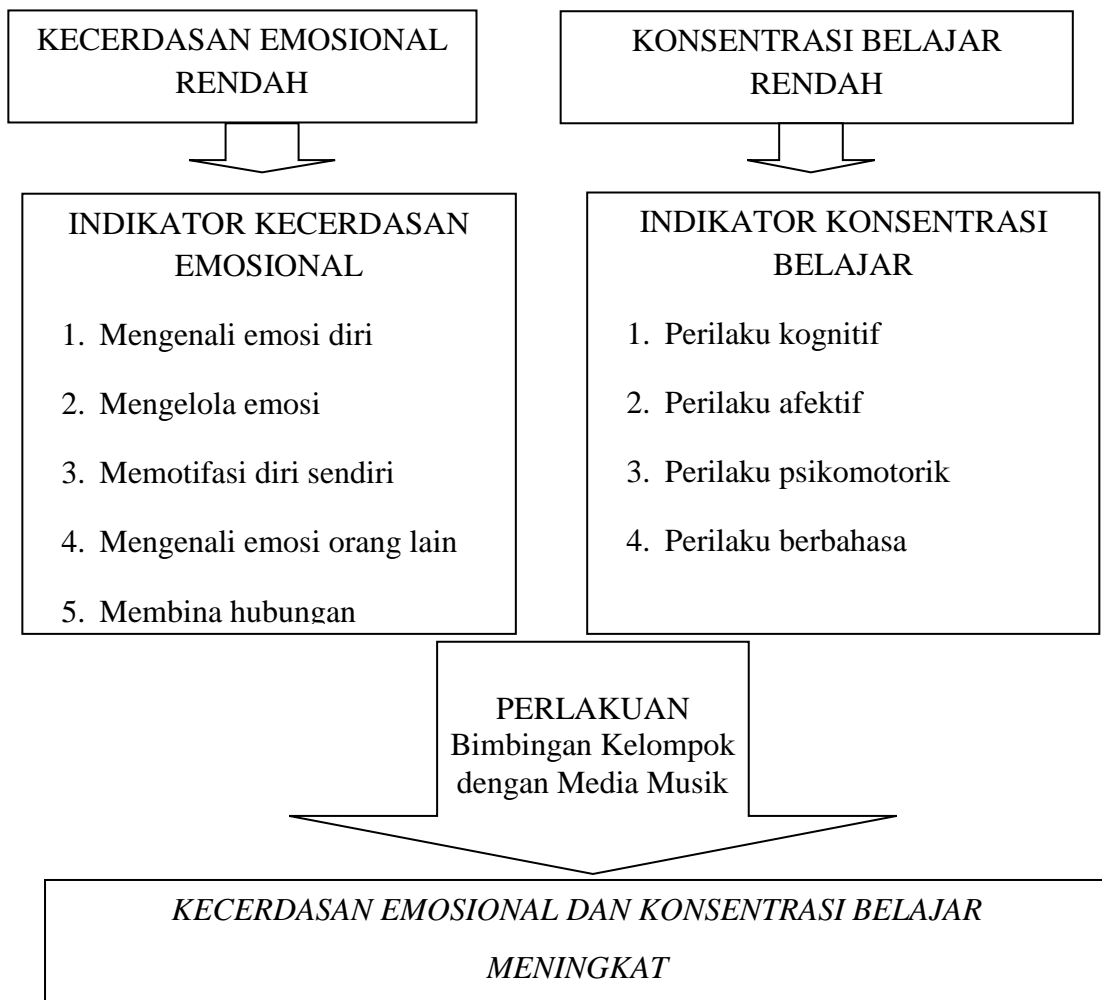 KECERDASAN EMOSIONAL
RENDAH
KONSENTRASI BELAJAR
RENDAH
INDIKATOR KECERDASAN
EMOSIONAL
1. Mengenali emosi diri
2. Mengelola emosi
3. Memotifasi diri sendiri
4. Mengenali emosi orang lain
5. Membina hubungan
INDIKATOR KONSENTRASI
BELAJAR
1. Perilaku kognitif
2. Perilaku afektif
3. Perilaku psikomotorik
4. Perilaku berbahasa
PERLAKUAN
Bimbingan Kelompok
dengan Media Musik
KECERDASAN EMOSIONAL DAN KONSENTRASI BELAJAR
MENINGKAT